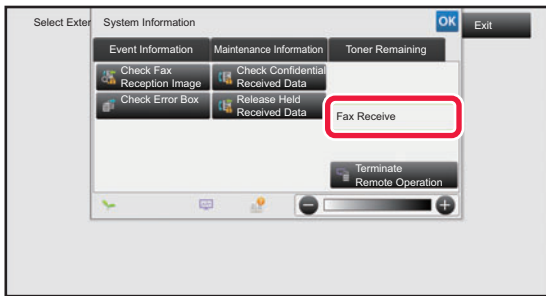 Select Exter
System Information
OK
Exit
Event Information
Maintenance Information
Toner Remaining
Check Fax
Reception Image
Check Confidential
Received Data
Check Error Box
Release Held
Received Data
Fax Receive
Terminate
Remote Operation